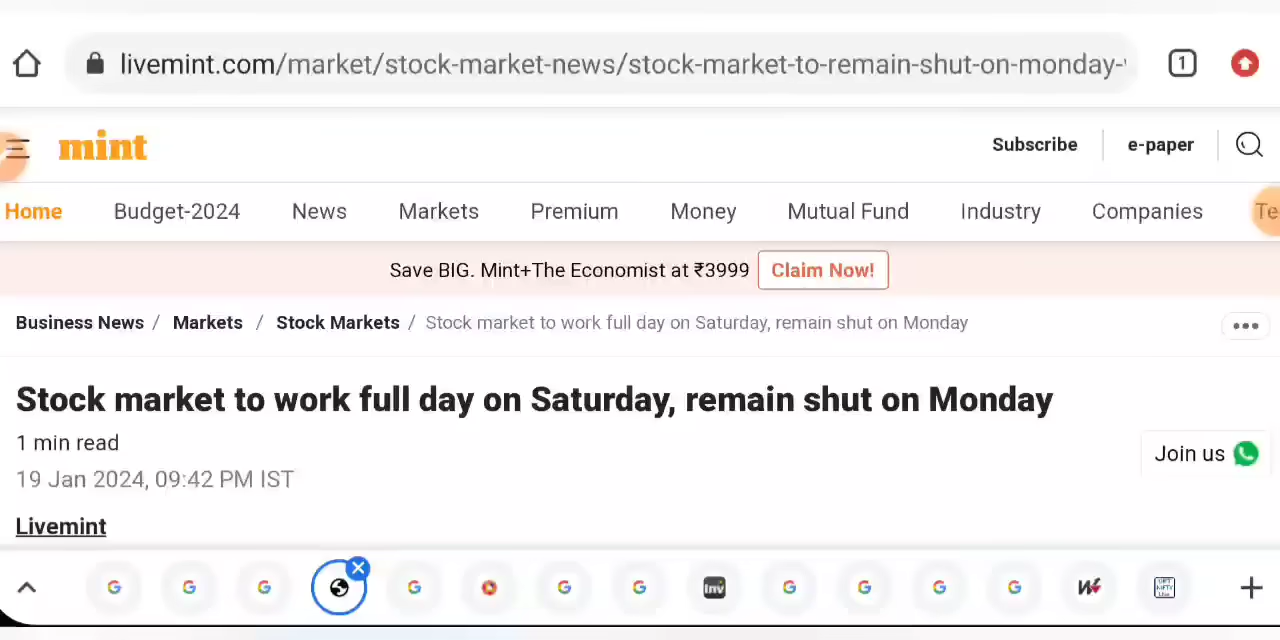 livemint.com/market/stock-market-news/stock-market-to-remain-shut-on-monday-
1
mint
Subscribe
e-paper
Home Budget-2024 News Markets Premium Money Mutual Fund Industry Companies Te
Save BIG. Mint+The Economist at ₹3999 Claim Now!
Business News / Markets / Stock Markets / Stock market to work full day on Saturday, remain shut on Monday
Stock market to work full day on Saturday, remain shut on Monday
1 min read
19 Jan 2024, 09:42 PM IST
Join us
Livemint
Inv